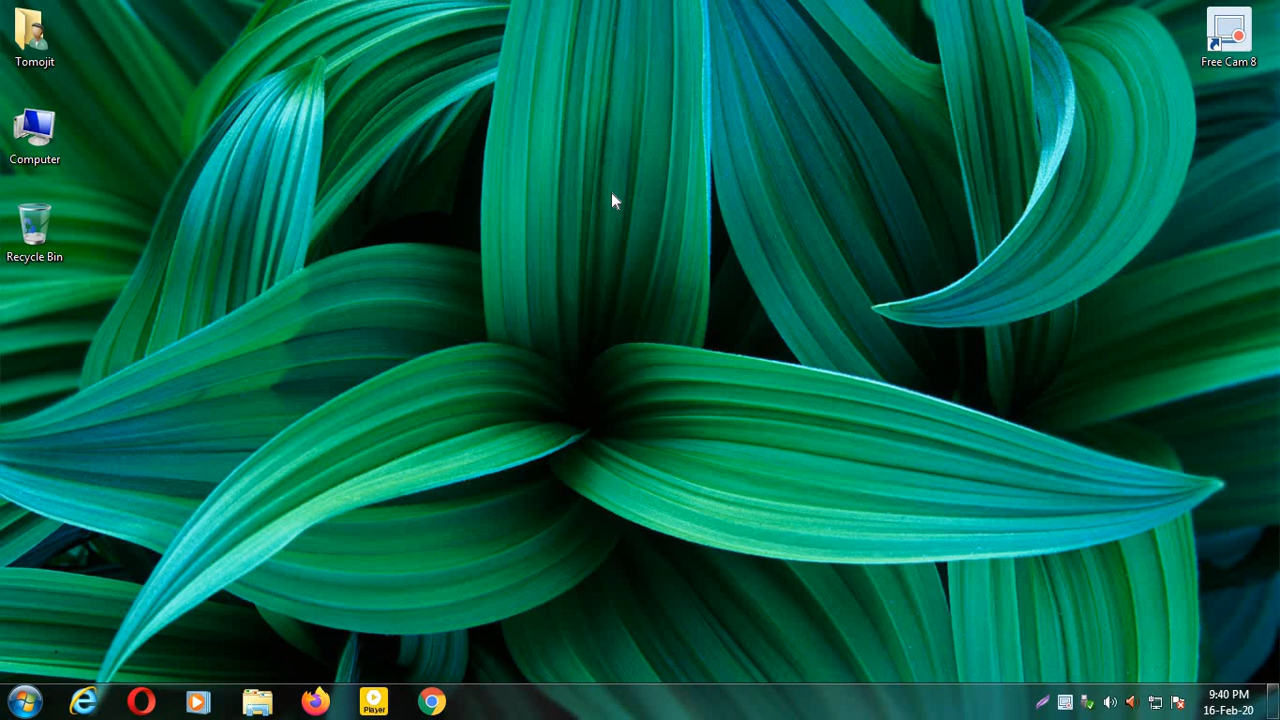 Tomojit
Computer
Recycle Bin
Free Cam 8
Player
9:40 PM
16-Feb-20